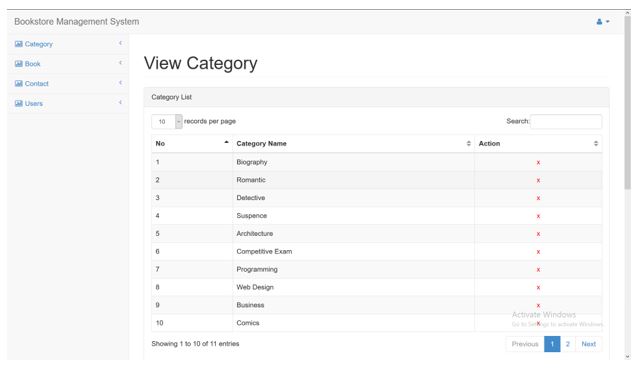 Bookstore Management System
Category
Book
Contact
Users
View Category
Category List
10 records per page Search:
No Category Name Action
1 Biography x
2 Romantic x
3 Detective x
4 Suspence x
5 Architecture x
6 Competitive Exam x
7 Programming x
8 Web Design x
9 Business x
10 Comics x
Activate Windows
Go to Settings to activate Windows.
Showing 1 to 10 of 11 entries Previous 1 2 Next